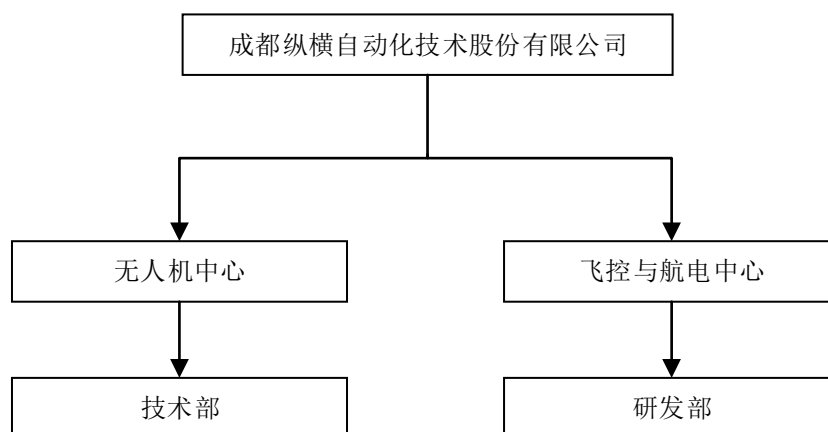 成都纵横自动化技术股份有限公司
无人机中心
飞控与航电中心
技术部
研发部